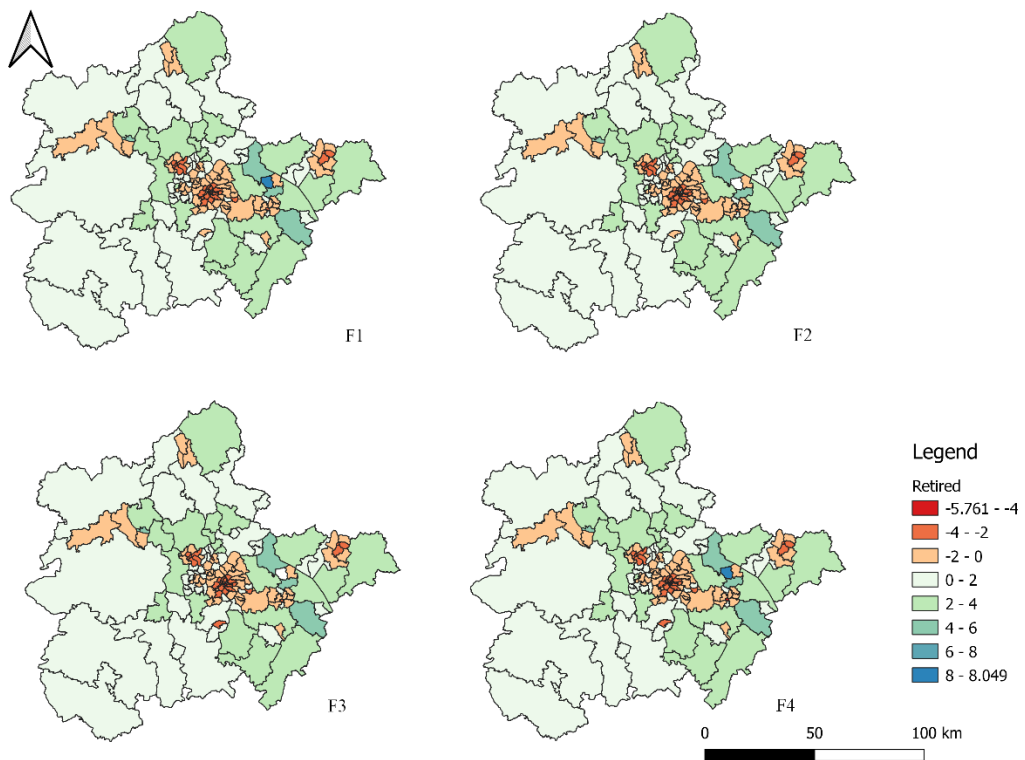 F1
F2
F3
F4
Legend
Retired
-5.761 - -4
-4 - -2
-2 - 0
0 - 2
2 - 4
4 - 6
6 - 8
8 - 8.049
0 50 100 km